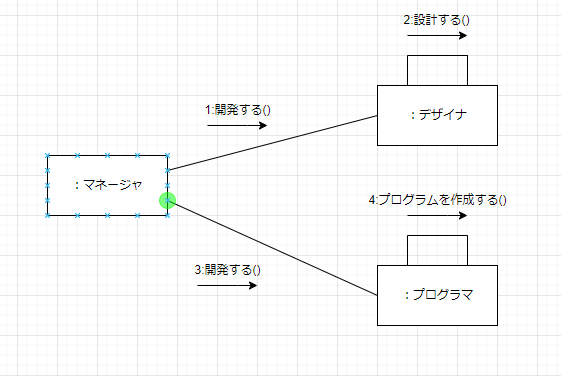 2:設計する()
1:開発する()
：デザイナ
：マネージャ
4:プログラムを作成する()
3:開発する()
：プログラマ